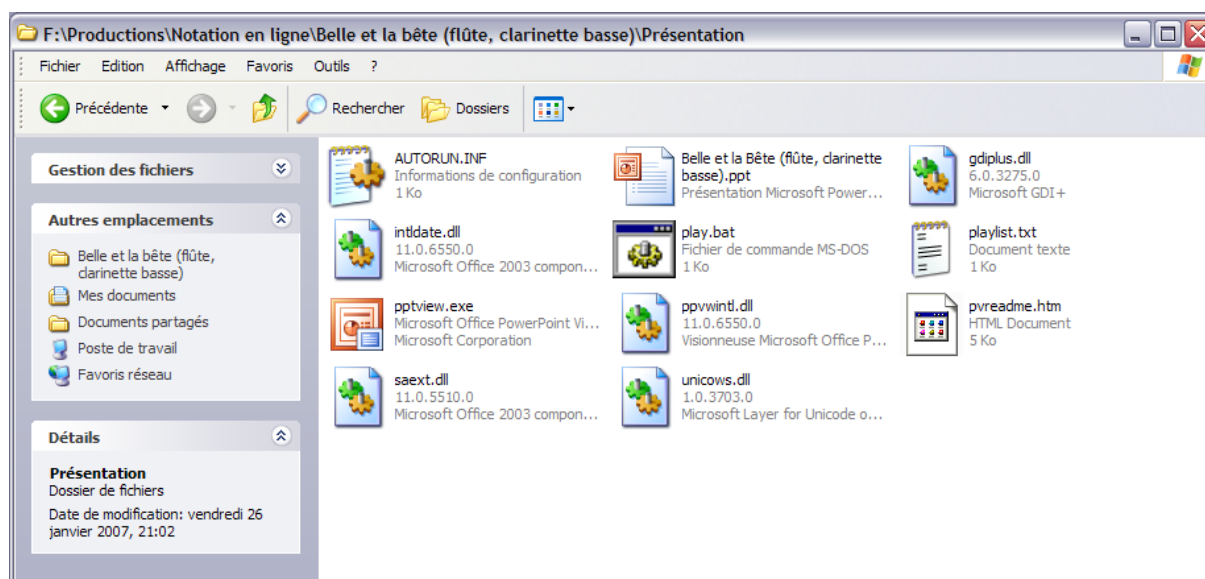 F:\Productions\Notation en ligne\Belle et la bête (flûte, clarinette basse)\Présentation
Fichier Edition Affichage Favoris Outils ?
Précédente Rechercher Dossiers
Gestion des fichiers
Autres emplacements
Belle et la bête (flûte,
clarinette basse)
Mes documents
Documents partagés
Poste de travail
Favoris réseau
Détails
Présentation
Dossier de fichiers
Date de modification: vendredi 26
janvier 2007, 21:02
AUTORUN.INF
Informations de configuration
1 Ko
Belle et la Bête (flûte, clarinette
basse).ppt
Présentation Microsoft Power...
gdiplus.dll
6.0.3275.0
Microsoft GDI+
intldate.dll
11.0.6550.0
Microsoft Office 2003 compon...
play.bat
Fichier de commande MS-DOS
1 Ko
playlist.txt
Document texte
1 Ko
pptview.exe
Microsoft Office PowerPoint Vi...
Microsoft Corporation
ppvwintl.dll
11.0.6550.0
Visionneuse Microsoft Office P...
pvreadme.htm
HTML Document
5 Ko
saext.dll
11.0.5510.0
Microsoft Office 2003 compon...
unicows.dll
1.0.3703.0
Microsoft Layer for Unicode o...